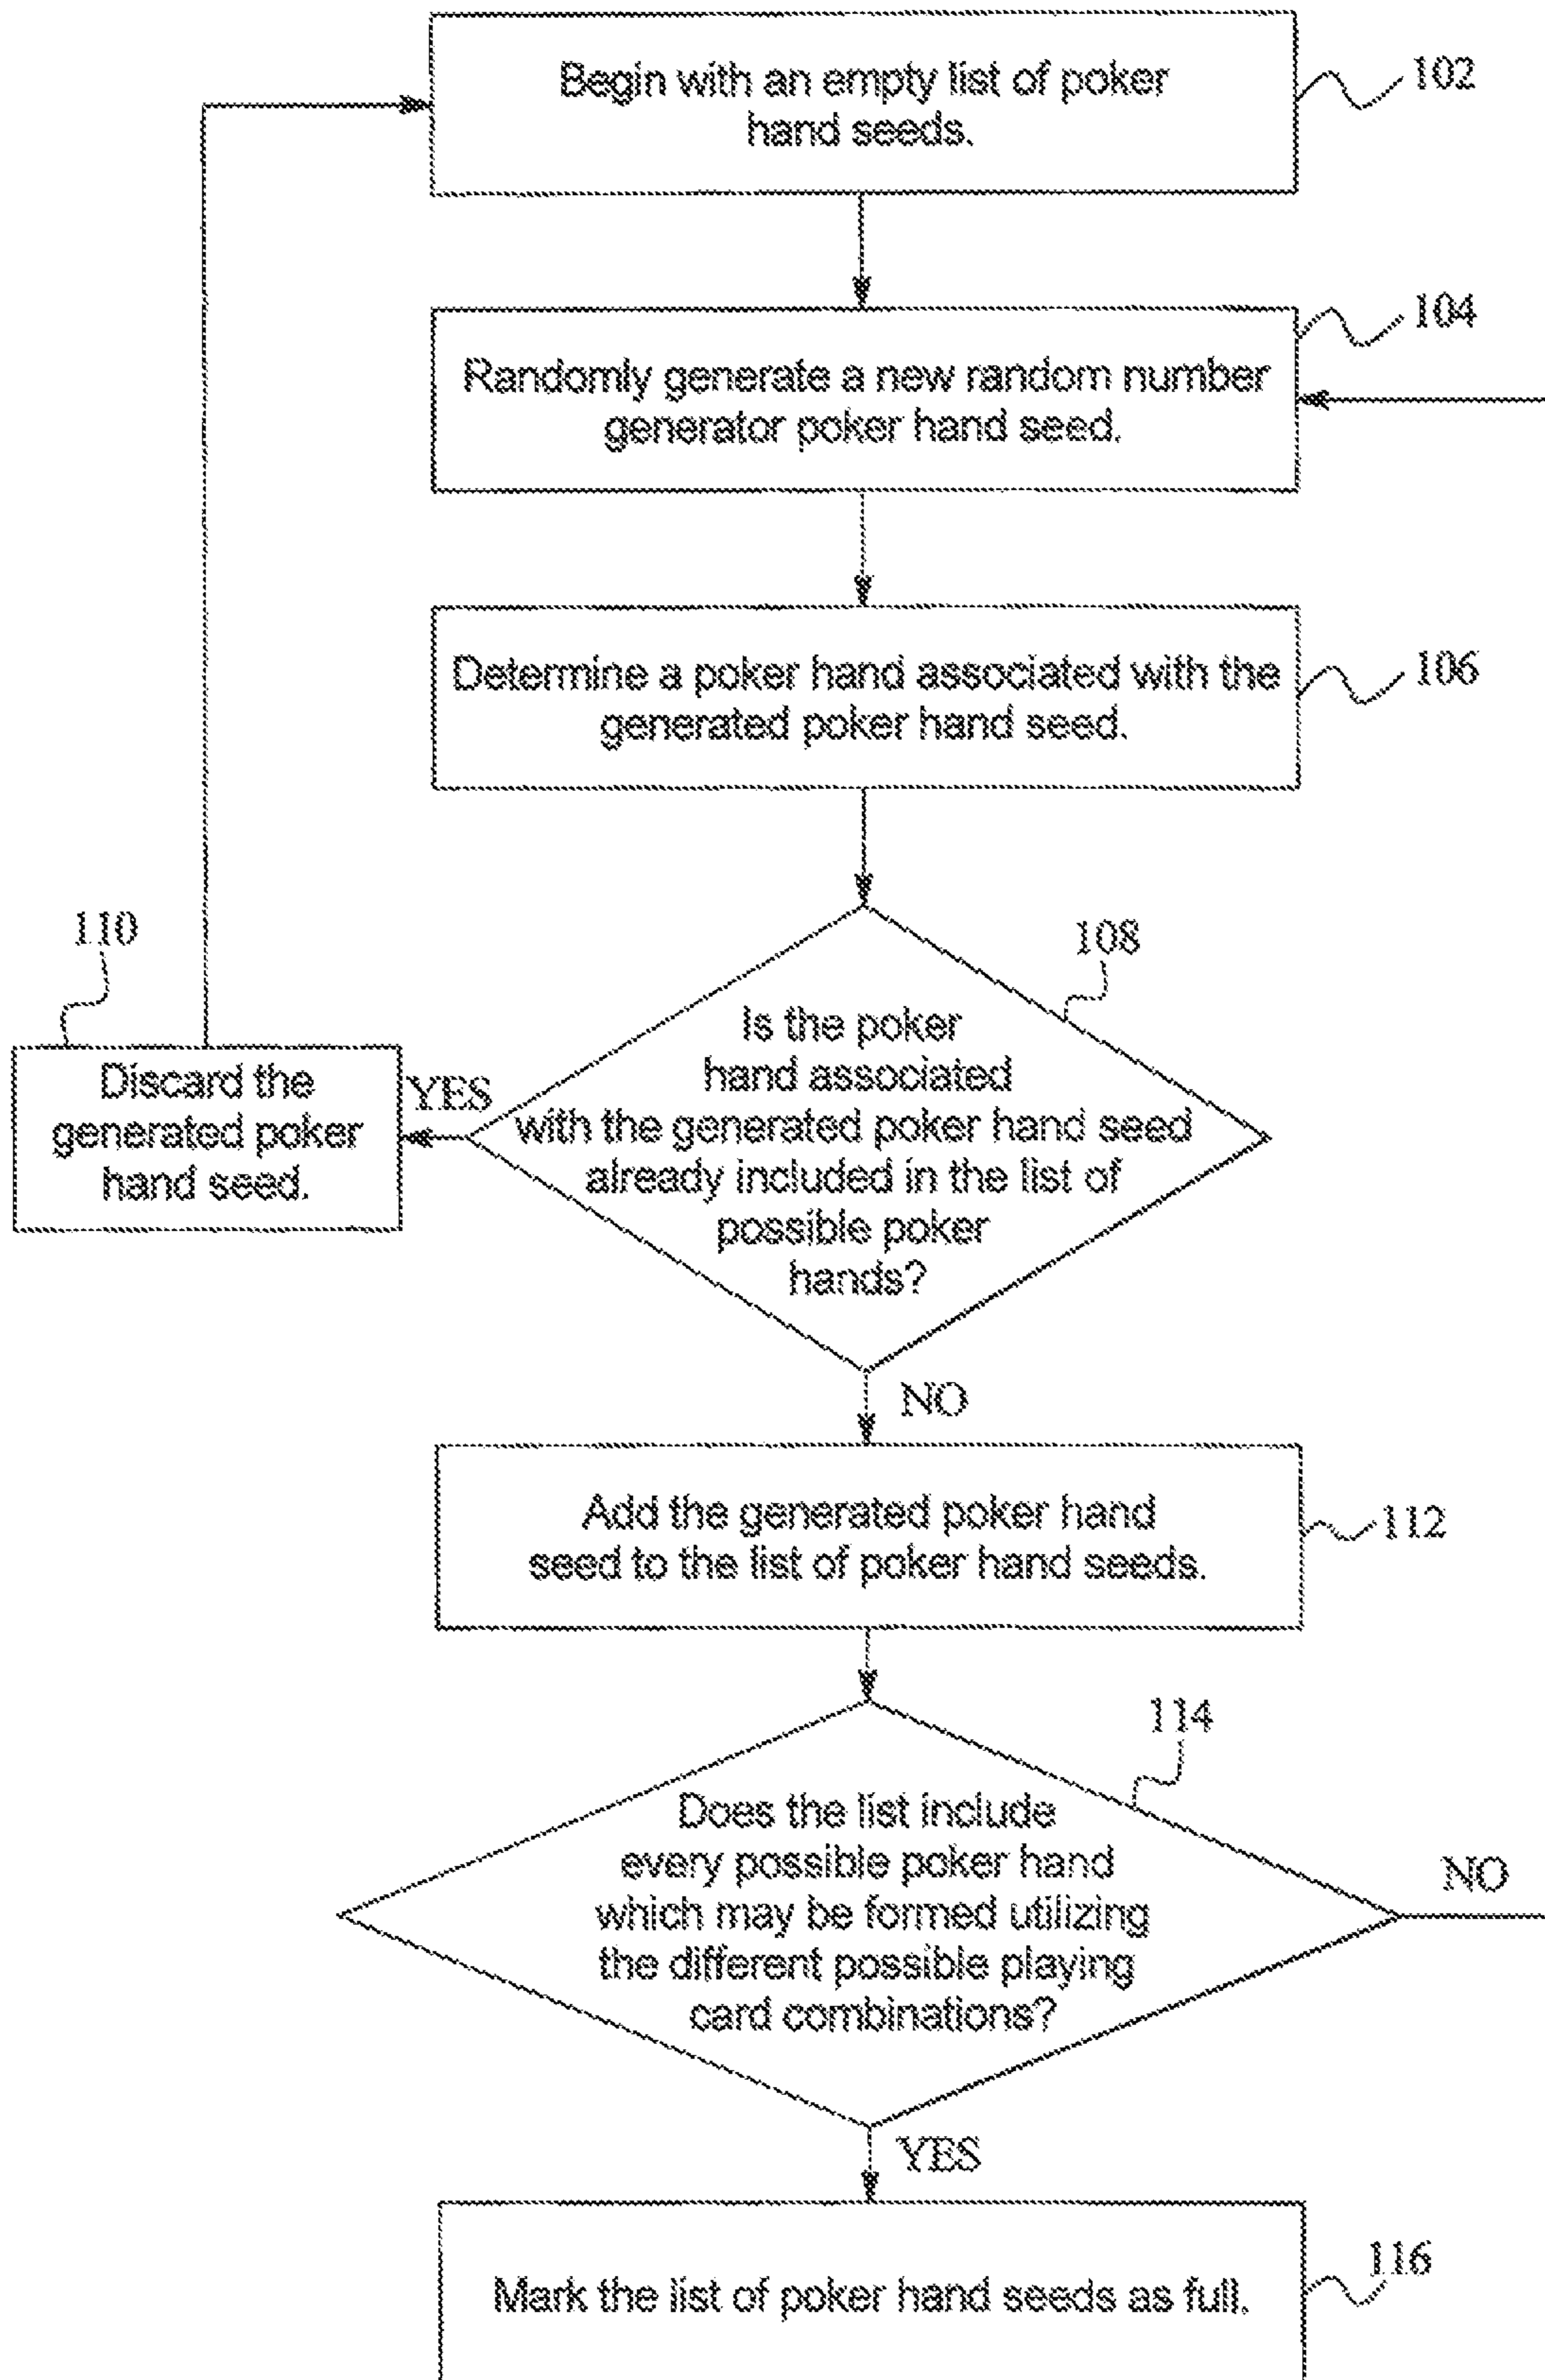 Begin with an empty list of poker
hand seeds.
102
Randomly generate a new random number
generator poker hand seed.
104
Determine a poker hand associated with the
generated poker hand seed.
106
108
Is the poker
hand associated
with the generated poker hand seed
already included in the list of
possible poker
hands?
YES
110
Discard the
generated poker
hand seed.
NO
Add the generated poker hand
seed to the list of poker hand seeds.
112
114
Does the list include
every possible poker hand
which may be formed utilizing
the different possible playing
card combinations?
NO
YES
Mark the list of poker hand seeds as full.
116